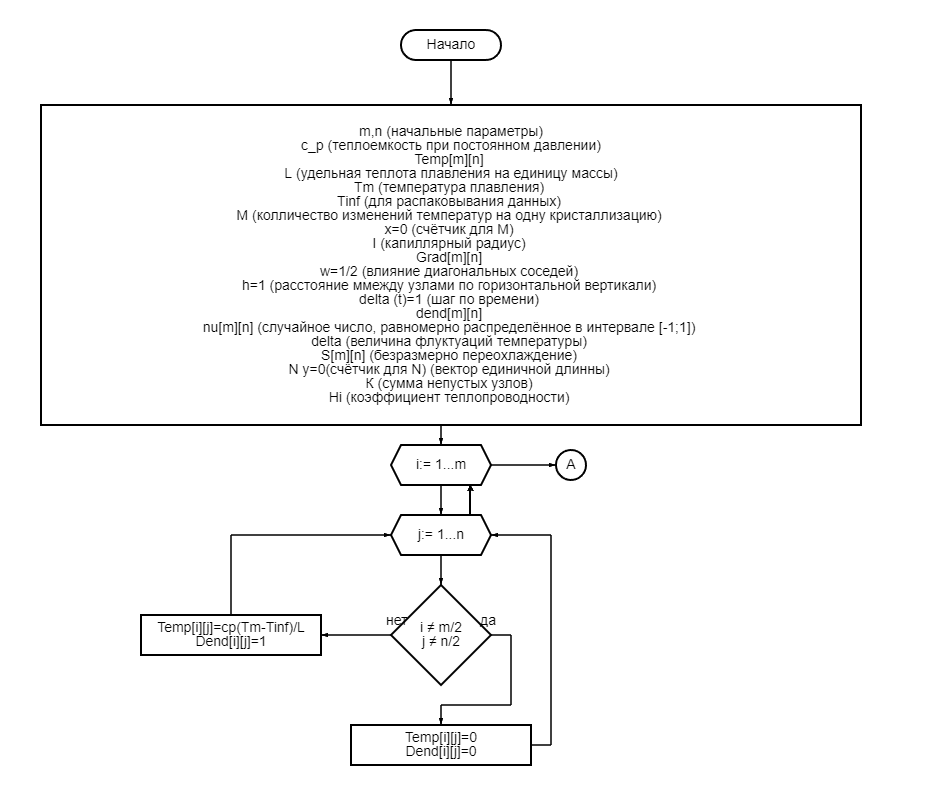 Начало
m,n (начальные параметры)
c_p (теплоемкость при постоянном давлении)
Temp[m][n]
L (удельная теплота плавления на единицу массы)
Tm (температура плавления)
Tinf (для распаковывания данных)
M (колличество изменений температур на одну кристаллизацию)
x=0 (счётчик для M)
l (капиллярный радиус)
Grad[m][n]
w=1/2 (влияние диагональных соседей)
h=1 (расстояние ммежду узлами по горизонтальной вертикали)
delta (t)=1 (шаг по времени)
dend[m][n]
nu[m][n] (случайное число, равномерно распределённое в интервале [-1;1])
delta (величина флуктуаций температуры)
S[m][n] (безразмерно переохлаждение)
N y=0(счётчик для N) (вектор единичной длинны)
К (сумма непустых узлов)
Hi (коэффициент теплопроводности)
i:= 1...m
A
j:= 1...n
нет
да
i ≠ m/2
j ≠ n/2
Temp[i][j]=cp(Tm-Tinf)/L
Dend[i][j]=1
Temp[i][j]=0
Dend[i][j]=0